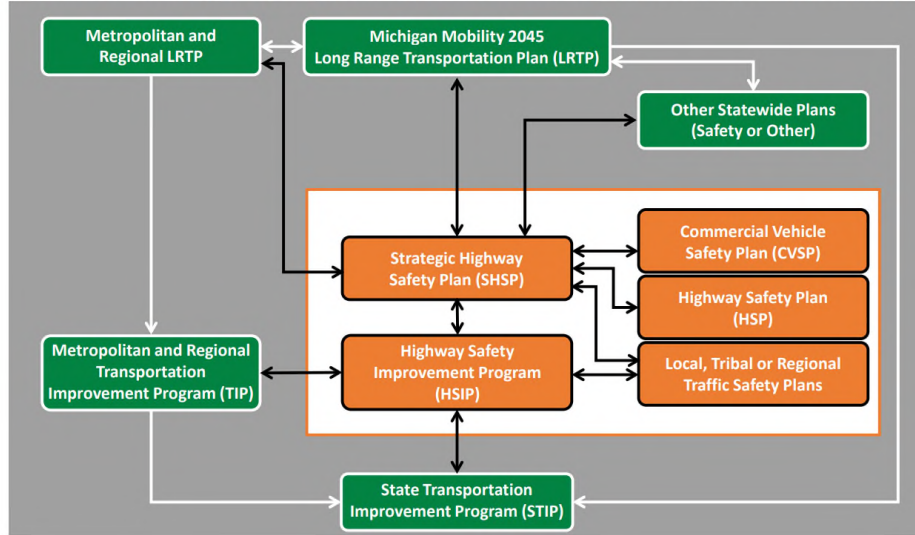 Metropolitan and
Regional LRTP
Michigan Mobility 2045
Long Range Transportation Plan (LRTP)
Other Statewide Plans
(Safety or Other)
Strategic Highway
Safety Plan (SHSP)
Commercial Vehicle
Safety Plan (CVSP)
Highway Safety Plan
(HSP)
Metropolitan and Regional
Transportation
Improvement Program (TIP)
Highway Safety
Improvement Program
(HSIP)
Local, Tribal or Regional
Traffic Safety Plans
State Transportation
Improvement Program (STIP)